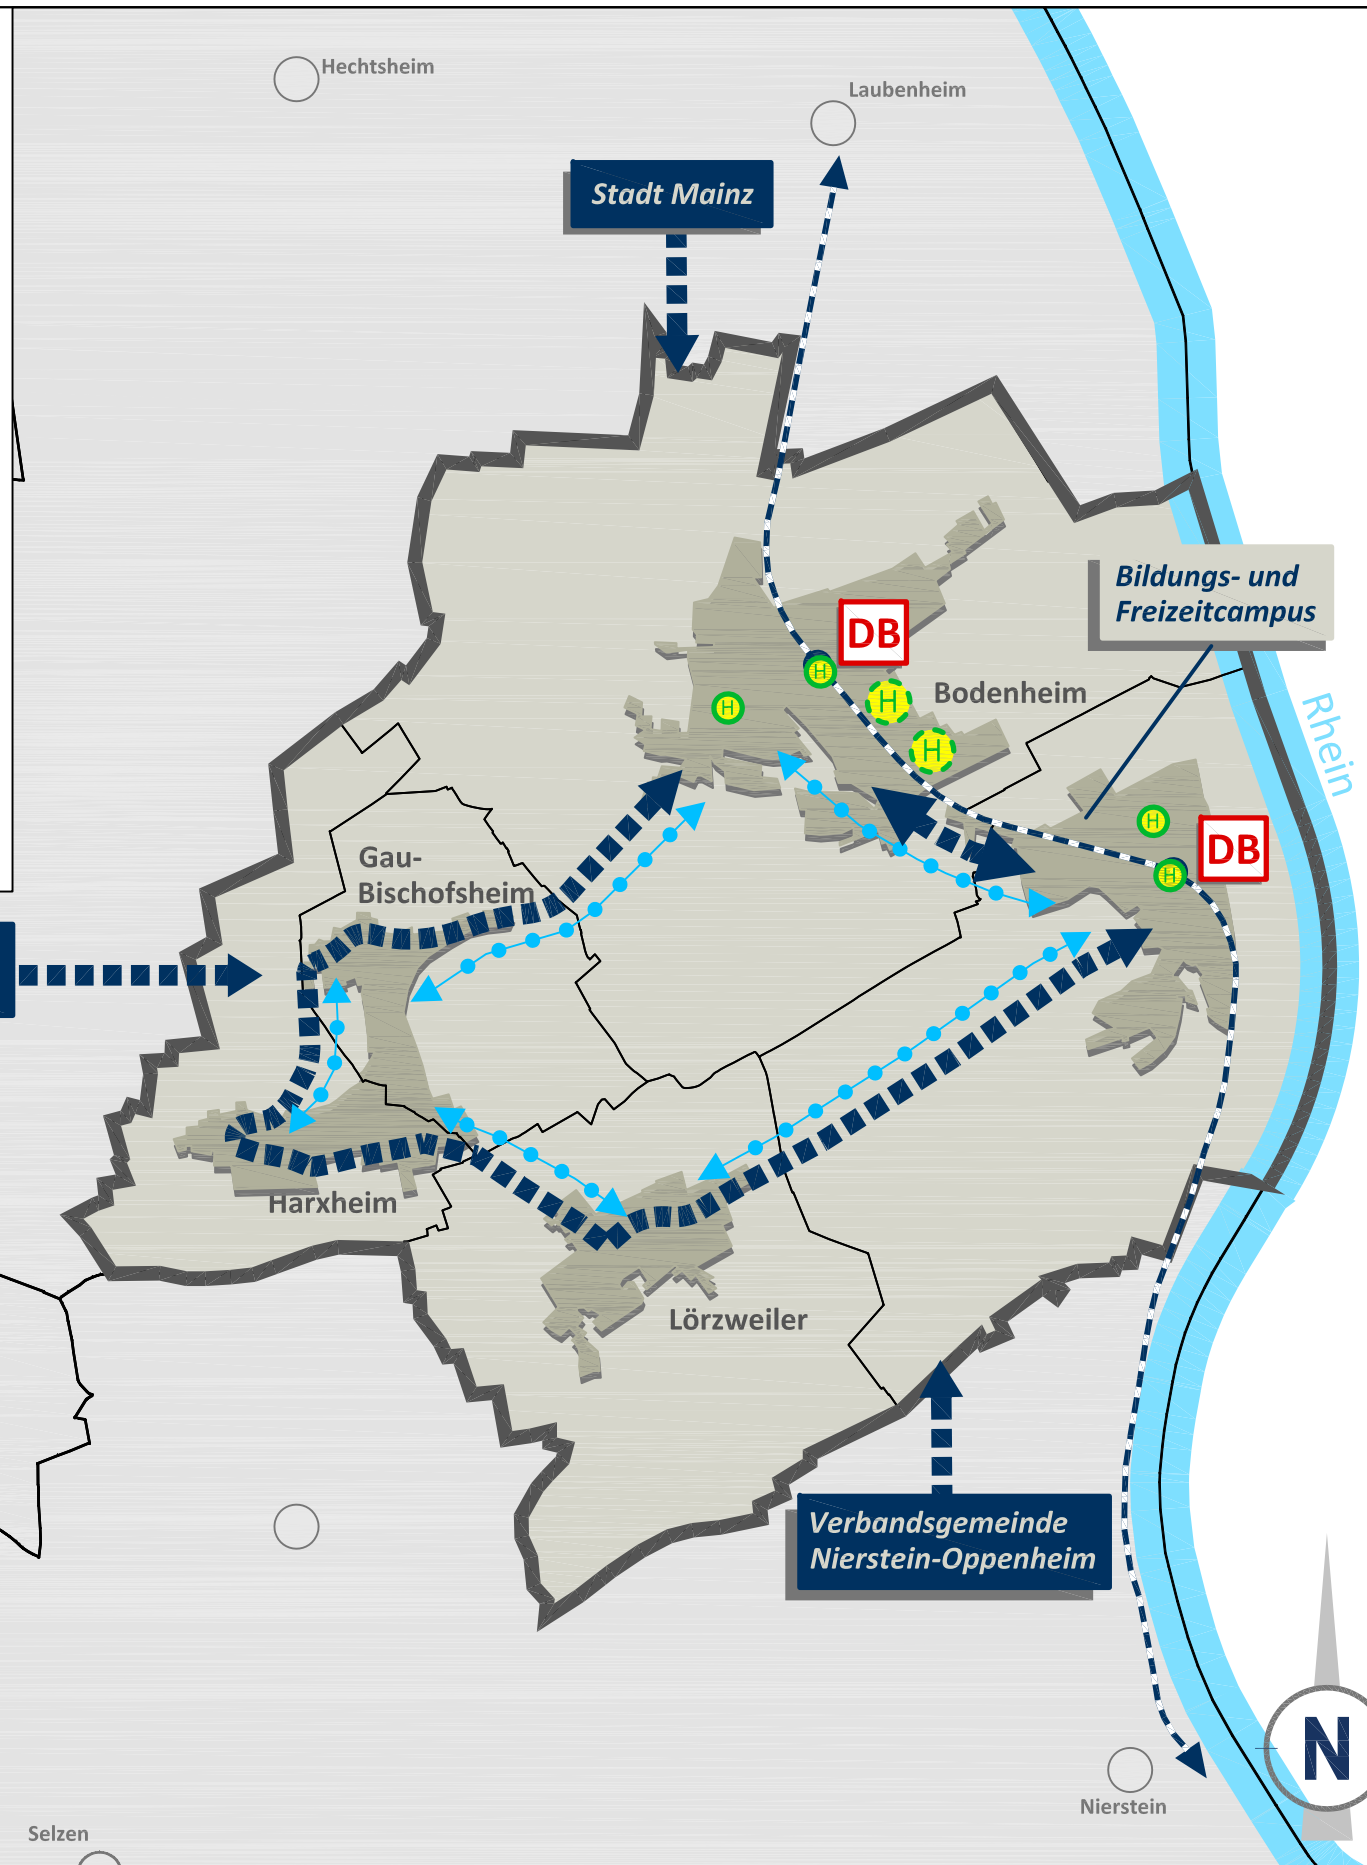 Hechtsheim
Laubenheim
Stadt Mainz
Bildungs- und
Freizeitcampus
DB
H
H
H
Bodenheim
H
Rhein
H
DB
H
Gau-
Bischofsheim
Harxheim
Lörzweiler
Verbandsgemeinde
Nierstein-Oppenheim
N
Nierstein
Selzen